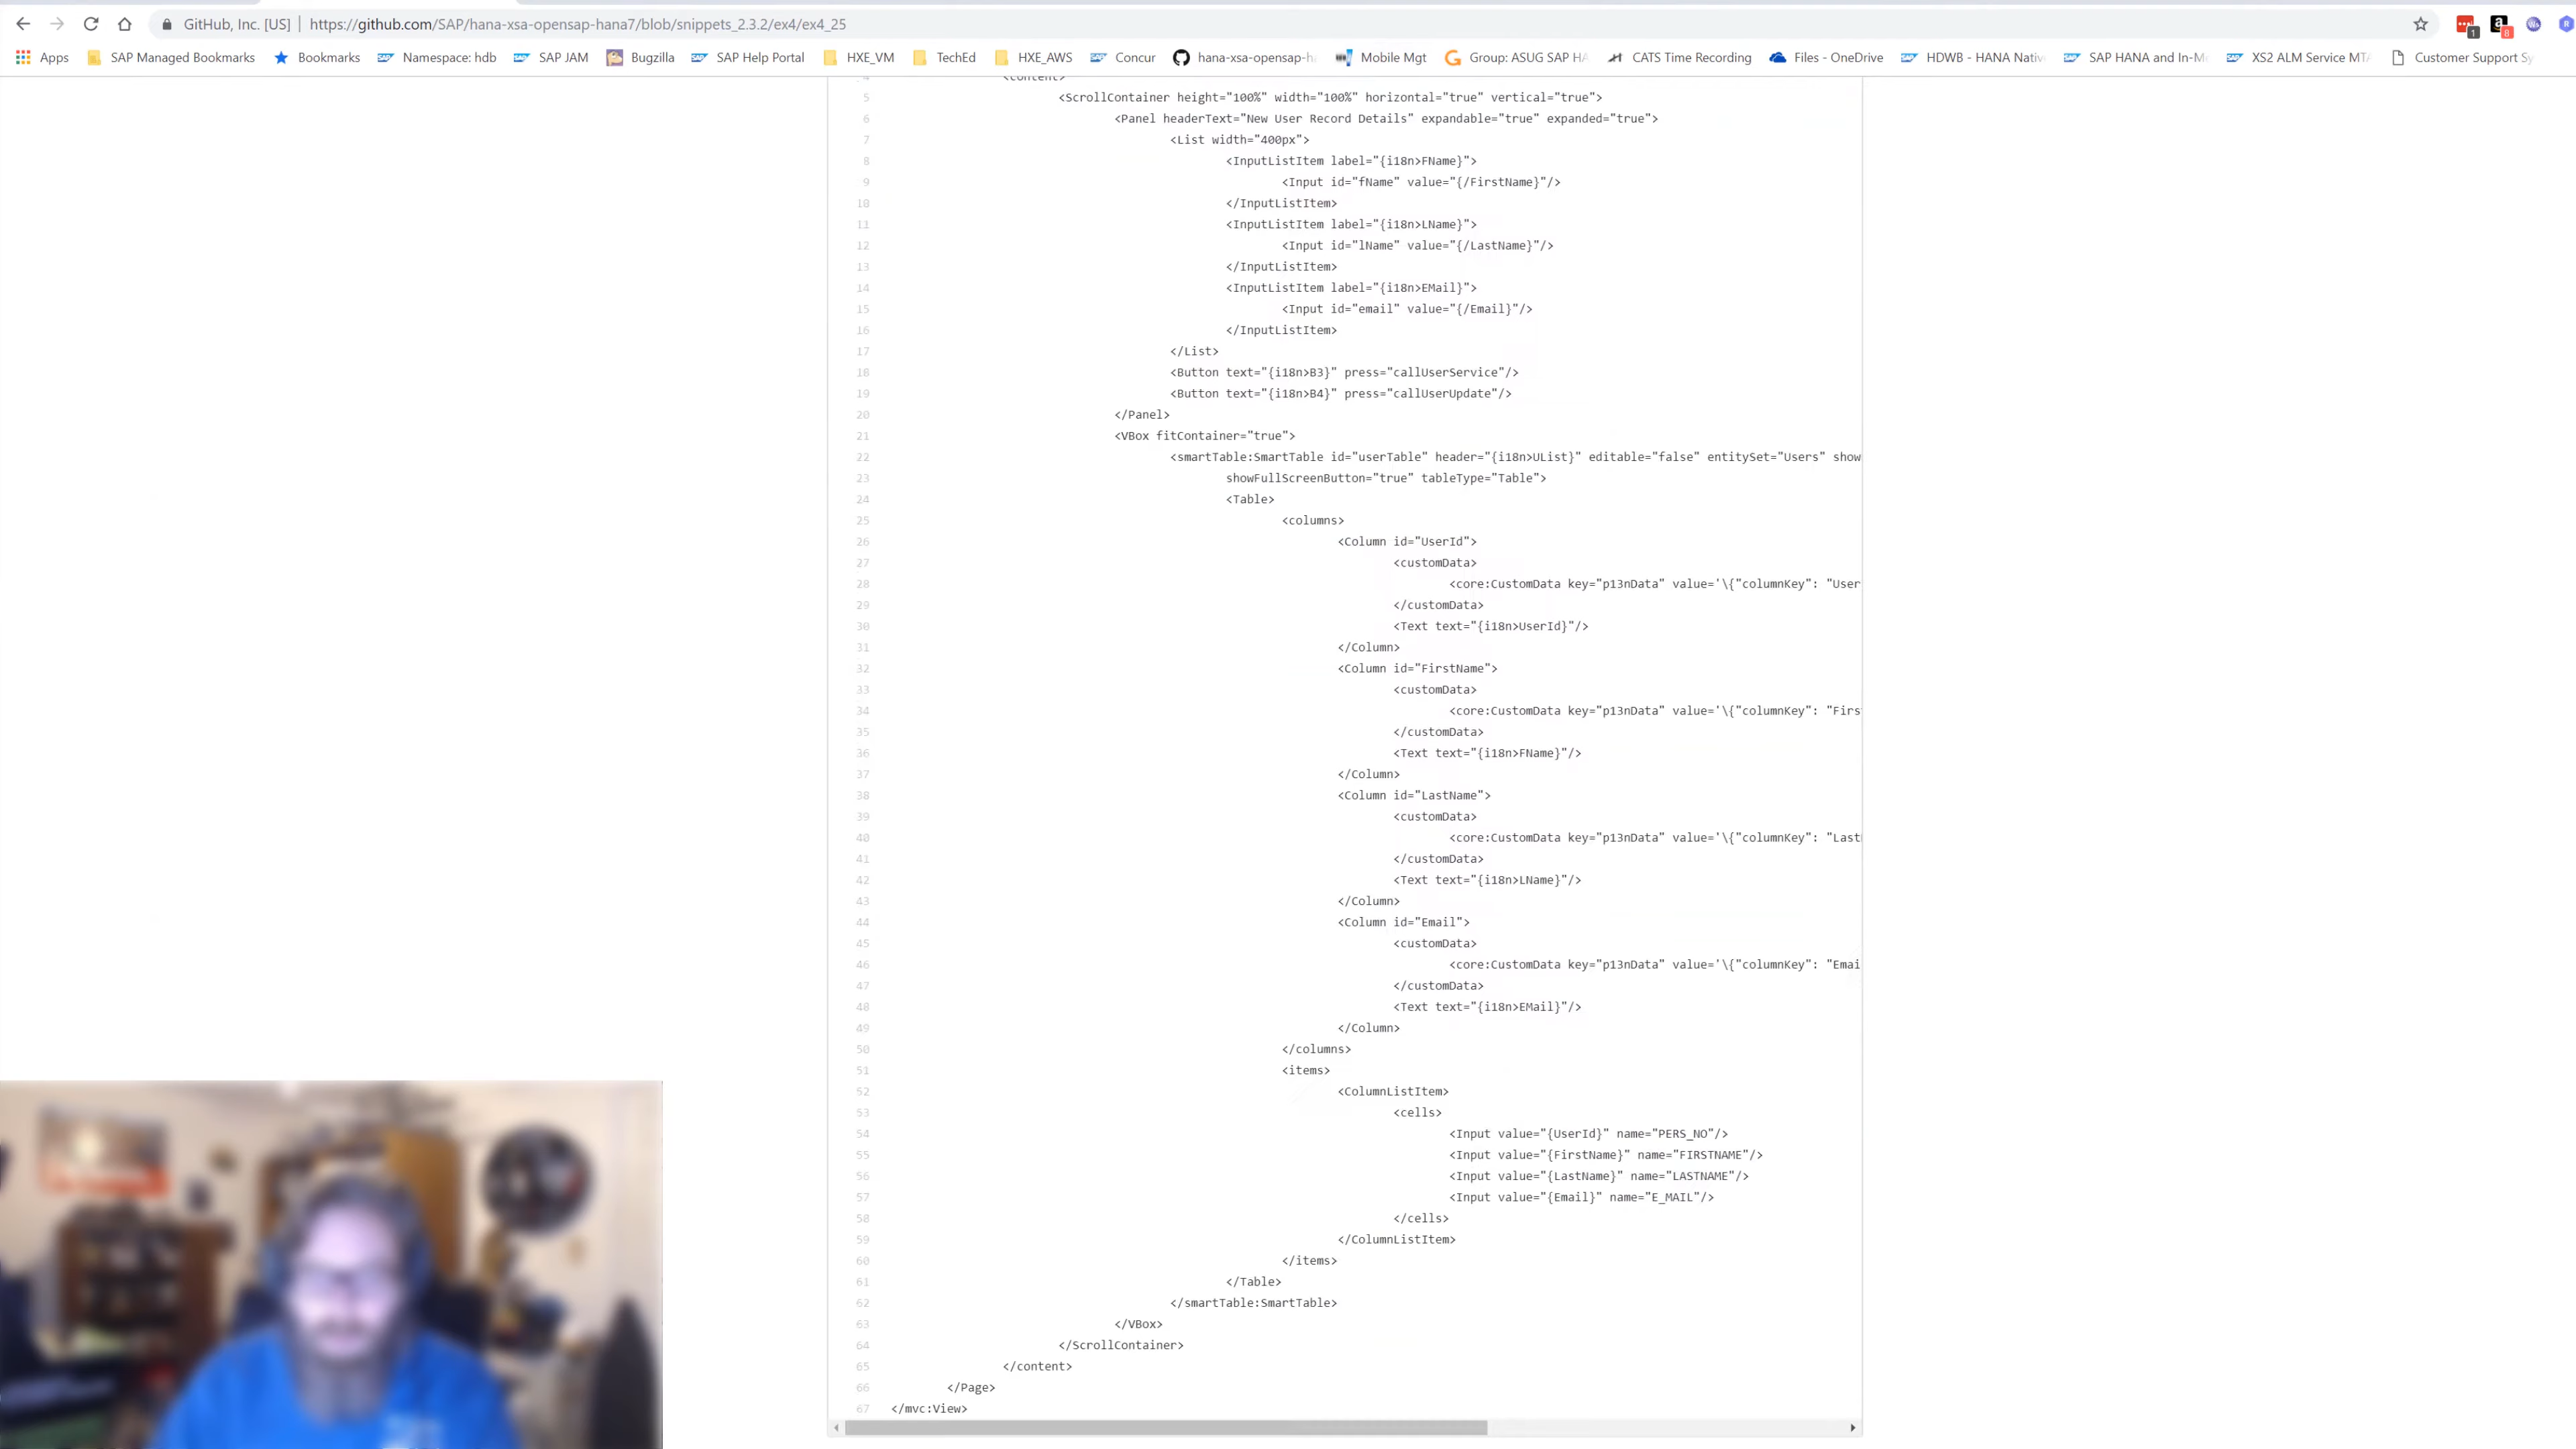 GitHub, Inc. [US] | https://github.com/SAP/hana-xsa-opensap-hana7/blob/snippets_2.3.2/ex4/ex4_25
1
8
Apps SAP Managed Bookmarks Bookmarks Namespace: hdb SAP JAM Bugzilla SAP Help Portal HXE_VM TechEd HXE_AWS Concur hana-xsa-opensap-ha Mobile Mgt Group: ASUG SAP HA CATS Time Recording Files - OneDrive HDWB - HANA Nativ SAP HANA and In-M XS2 ALM Service MTA Customer Support Sy
4 <content>
5 <ScrollContainer height="100%" width="100%" horizontal="true" vertical="true">
6 <Panel headerText="New User Record Details" expandable="true" expanded="true">
7 <List width="400px">
8 <InputListItem label="{i18n>FName}">
9 <Input id="fName" value="{/FirstName}"/>
10 </InputListItem>
11 <InputListItem label="{i18n>LName}">
12 <Input id="lName" value="{/LastName}"/>
13 </InputListItem>
14 <InputListItem label="{i18n>EMail}">
15 <Input id="email" value="{/Email}"/>
16 </InputListItem>
17 </List>
18 <Button text="{i18n>B3}" press="callUserService"/>
19 <Button text="{i18n>B4}" press="callUserUpdate"/>
20 </Panel>
21 <VBox fitContainer="true">
22 <smartTable:SmartTable id="userTable" header="{i18n>UList}" editable="false" entitySet="Users" show
23 showFullScreenButton="true" tableType="Table">
24 <Table>
25 <columns>
26 <Column id="UserId">
27 <customData>
28 <core:CustomData key="p13nData" value='\{"columnKey": "User
29 </customData>
30 <Text text="{i18n>UserId}"/>
31 </Column>
32 <Column id="FirstName">
33 <customData>
34 <core:CustomData key="p13nData" value='\{"columnKey": "Firs
35 </customData>
36 <Text text="{i18n>FName}"/>
37 </Column>
38 <Column id="LastName">
39 <customData>
40 <core:CustomData key="p13nData" value='\{"columnKey": "Last
41 </customData>
42 <Text text="{i18n>LName}"/>
43 </Column>
44 <Column id="Email">
45 <customData>
46 <core:CustomData key="p13nData" value='\{"columnKey": "Emai
47 </customData>
48 <Text text="{i18n>EMail}"/>
49 </Column>
50 </columns>
51 <items>
52 <ColumnListItem>
53 <cells>
54 <Input value="{UserId}" name="PERS_NO"/>
55 <Input value="{FirstName}" name="FIRSTNAME"/>
56 <Input value="{LastName}" name="LASTNAME"/>
57 <Input value="{Email}" name="E_MAIL"/>
58 </cells>
59 </ColumnListItem>
60 </items>
61 </Table>
62 </smartTable:SmartTable>
63 </VBox>
64 </ScrollContainer>
65 </content>
66 </Page>
67 </mvc:View>